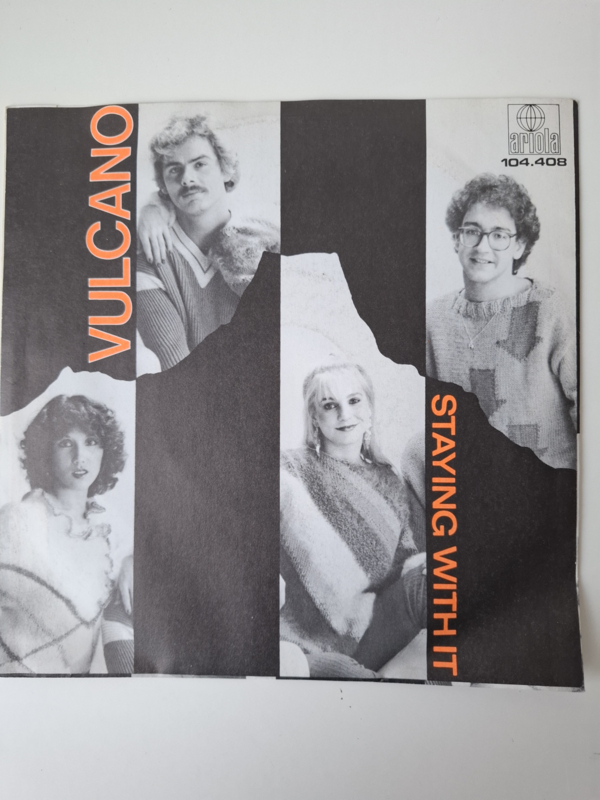 VULCANO
ariola
104.408
STAYING WITH IT